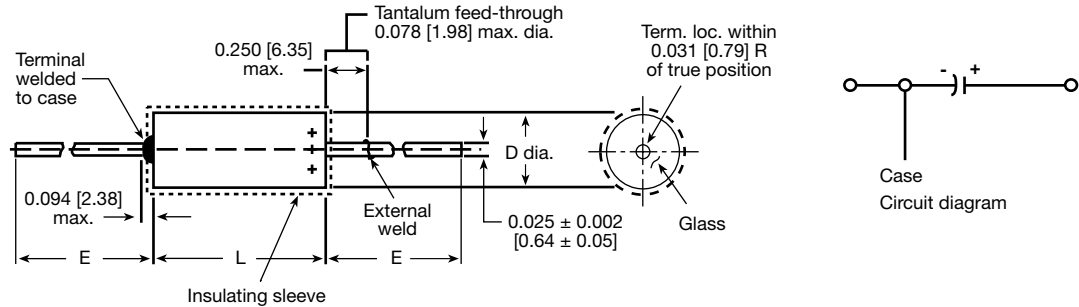 Tantalum feed-through
0.078 [1.98] max. dia.
0.250 [6.35]
max.
Term. loc. within
0.031 [0.79] R
of true position
Terminal
welded
to case
- +
+
+
D dia.
0.094 [2.38]
max.
External
weld
0.025 ± 0.002
[0.64 ± 0.05]
Glass
Case
Circuit diagram
E
L
E
Insulating sleeve